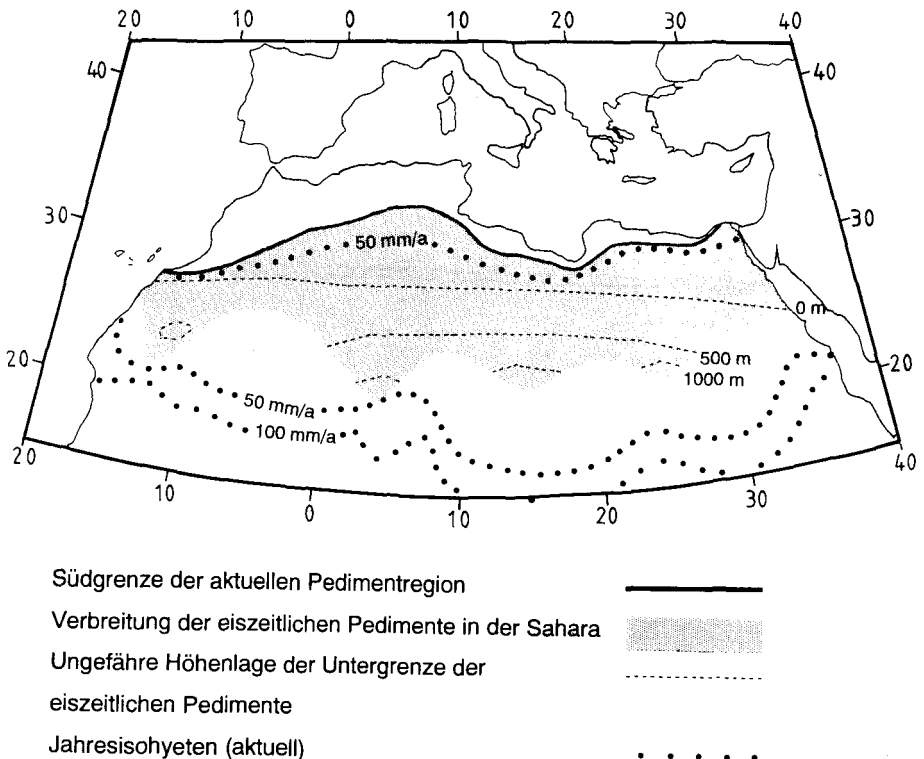 20 10 0 10 20 30 40
40 40
30 30
50 mm/a
0 m
20 500 m 20
1000 m
50 mm/a
100 mm/a
20 40
10 30
0 10 20
Südgrenze der aktuellen Pedimentregion
Verbreitung der eiszeitlichen Pedimente in der Sahara
Ungefähre Höhenlage der Untergrenze der
eiszeitlichen Pedimente
Jahresisohyeten (aktuell)